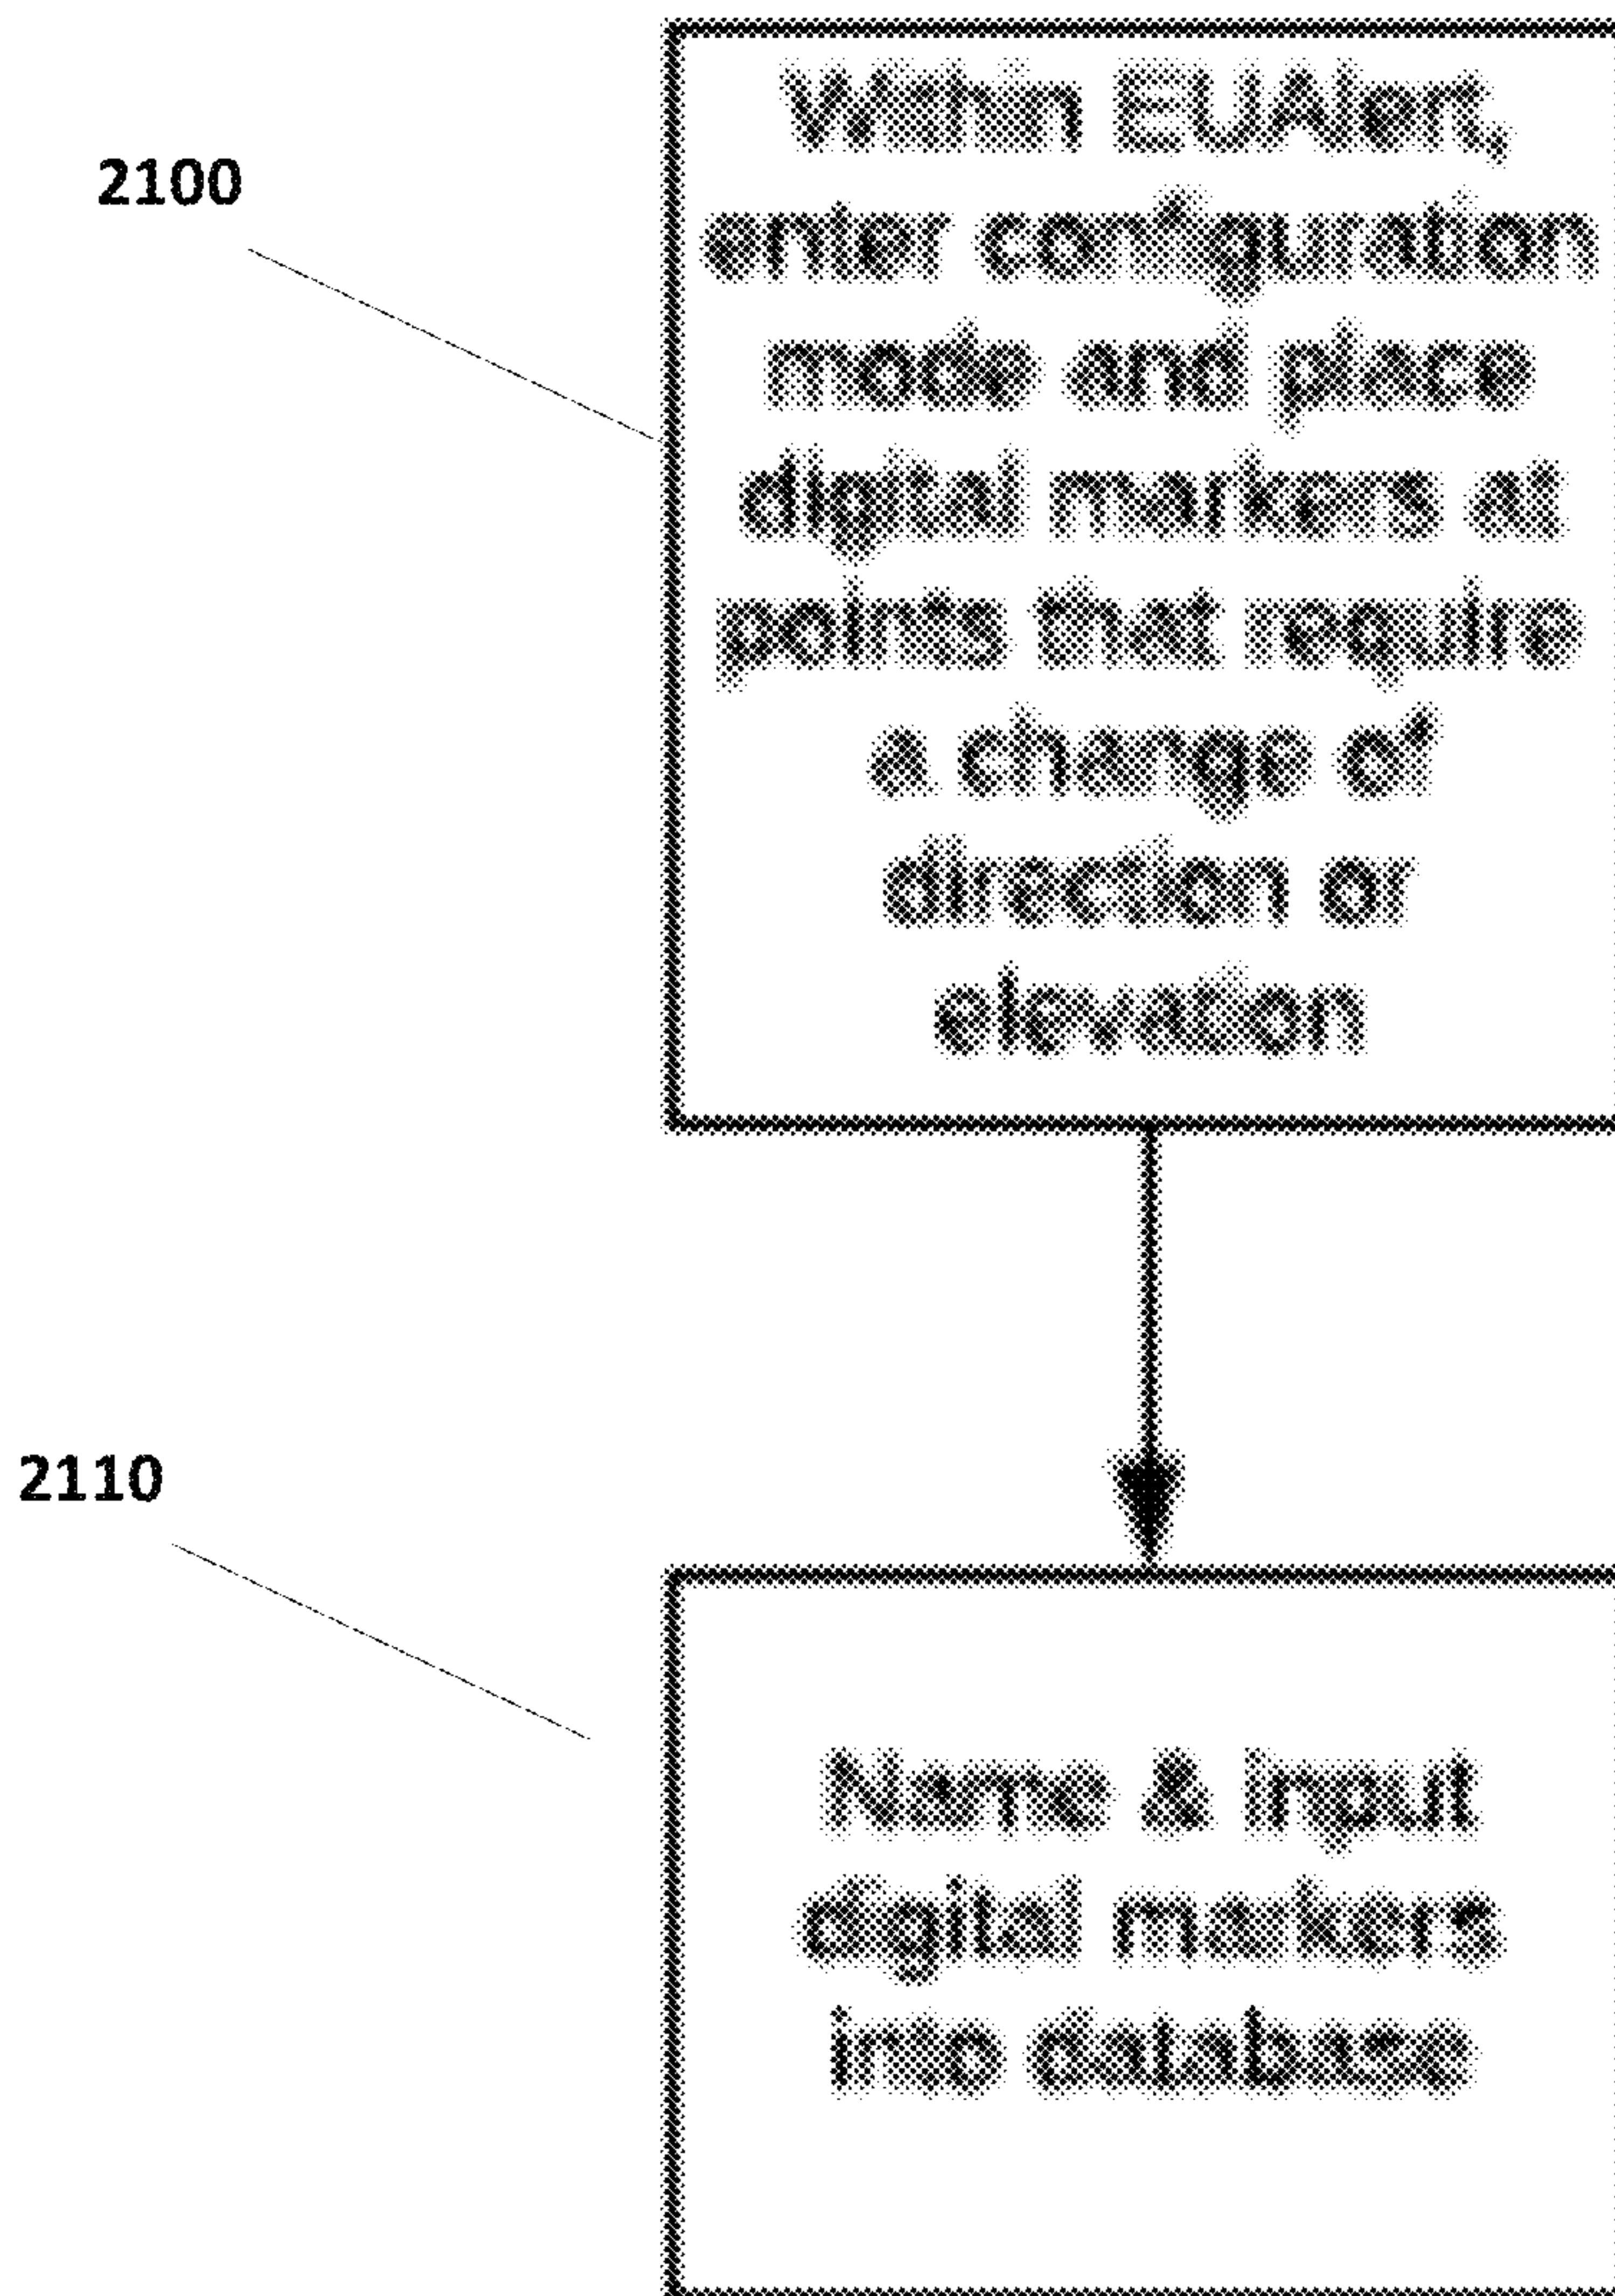 2100
Within EUAlert,
enter configuration
mode and place
digital markers at
points that require
a change of
direction or
elevation
2110
Name & input
digital markers
into database